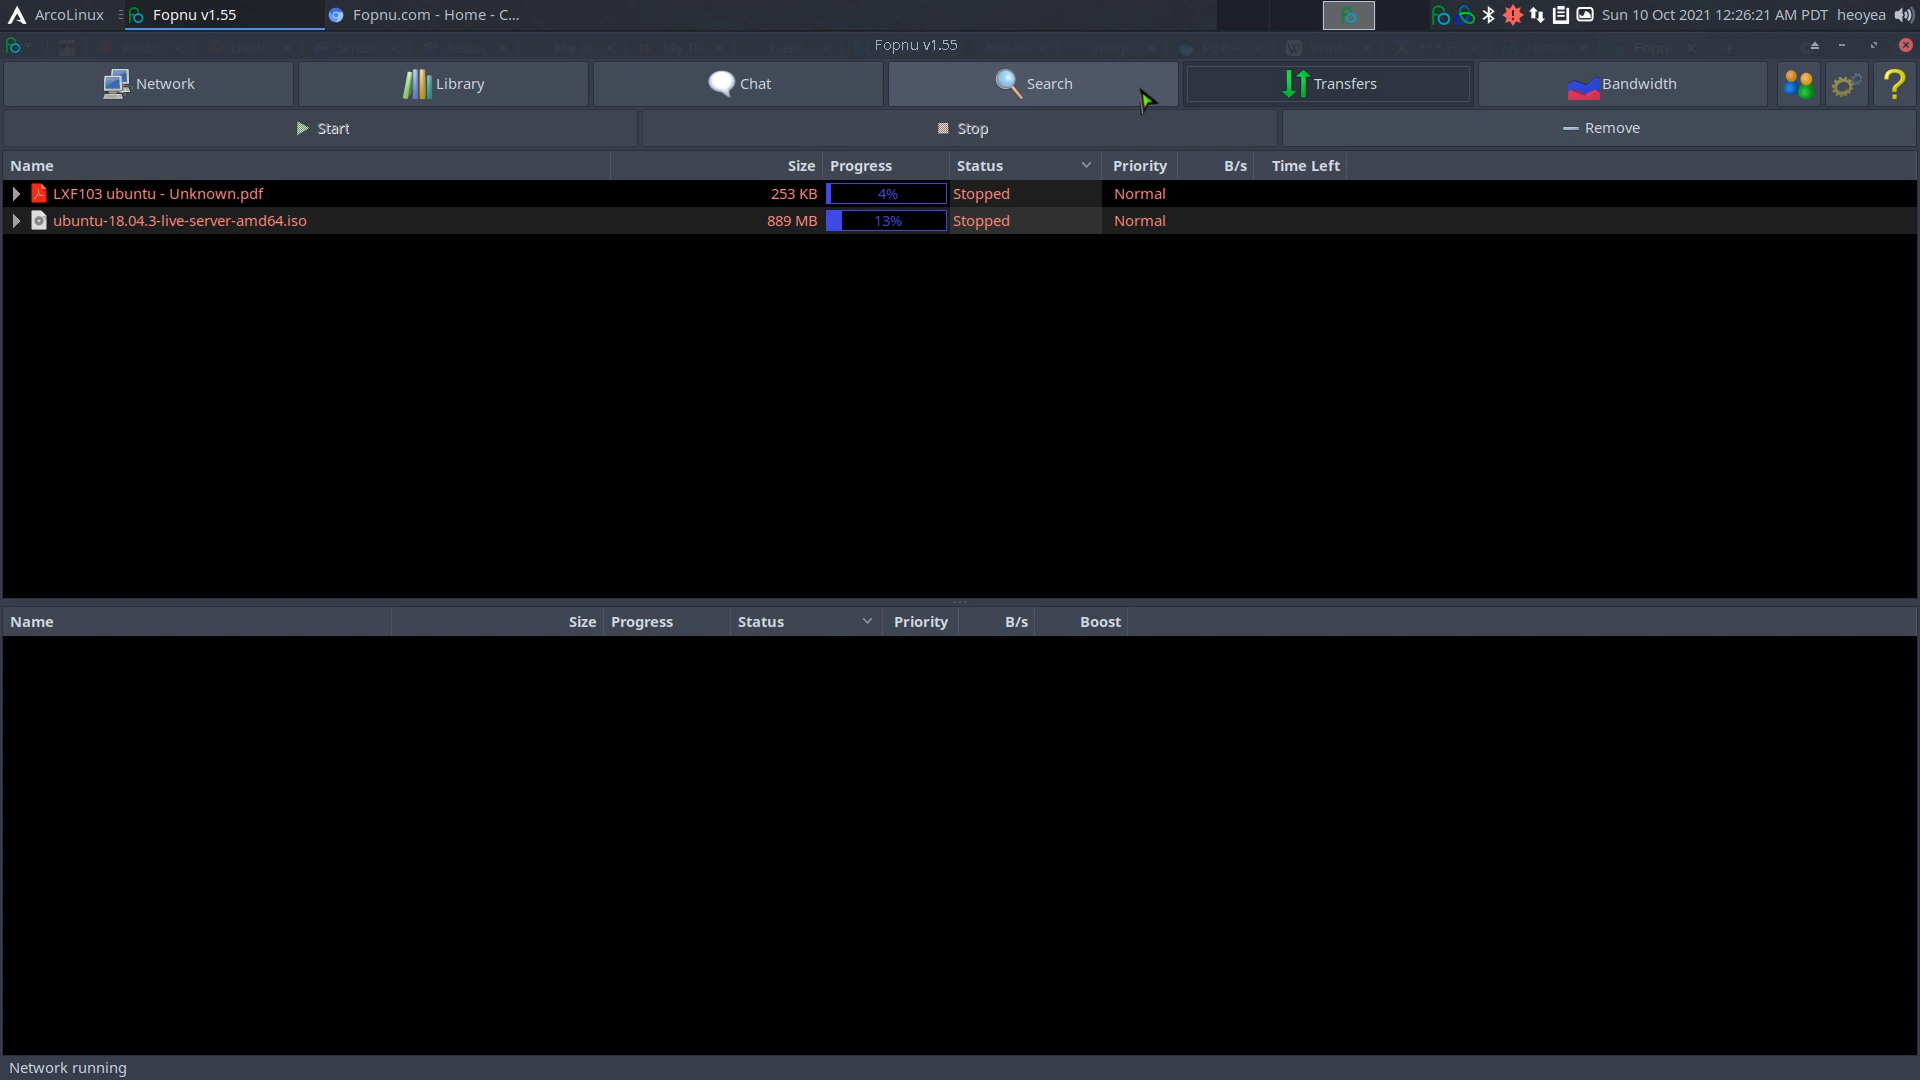 ArcoLinux Fopnu v1.55 Fopnu.com - Home - C... Sun 10 Oct 2021 12:26:21 AM PDT heoyea
Fopnu v1.55
Network Library Chat Search Transfers Bandwidth
Start Stop Remove
Name Size Progress Status Priority B/s Time Left
LXF103 ubuntu - Unknown.pdf 253 KB 4% Stopped Normal
ubuntu-18.04.3-live-server-amd64.iso 889 MB 13% Stopped Normal
Name Size Progress Status Priority B/s Boost
Network running